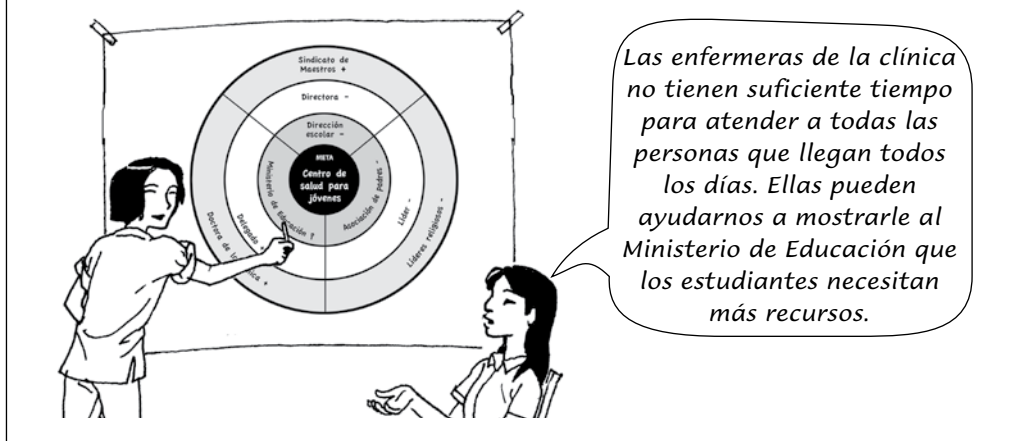 Sindicato de
Maestros +
Directora -
Dirección
escolar -
META
Centro de
salud para
jóvenes
Ministerio de Educación ?
Asociación de padres -
Delegado +
Líder -
Doctora de la
ica +
Líderes religiosos -
Las enfermeras de la clínica
no tienen suficiente tiempo
para atender a todas las
personas que llegan todos
los días. Ellas pueden
ayudarnos a mostrarle al
Ministerio de Educación que
los estudiantes necesitan
más recursos.